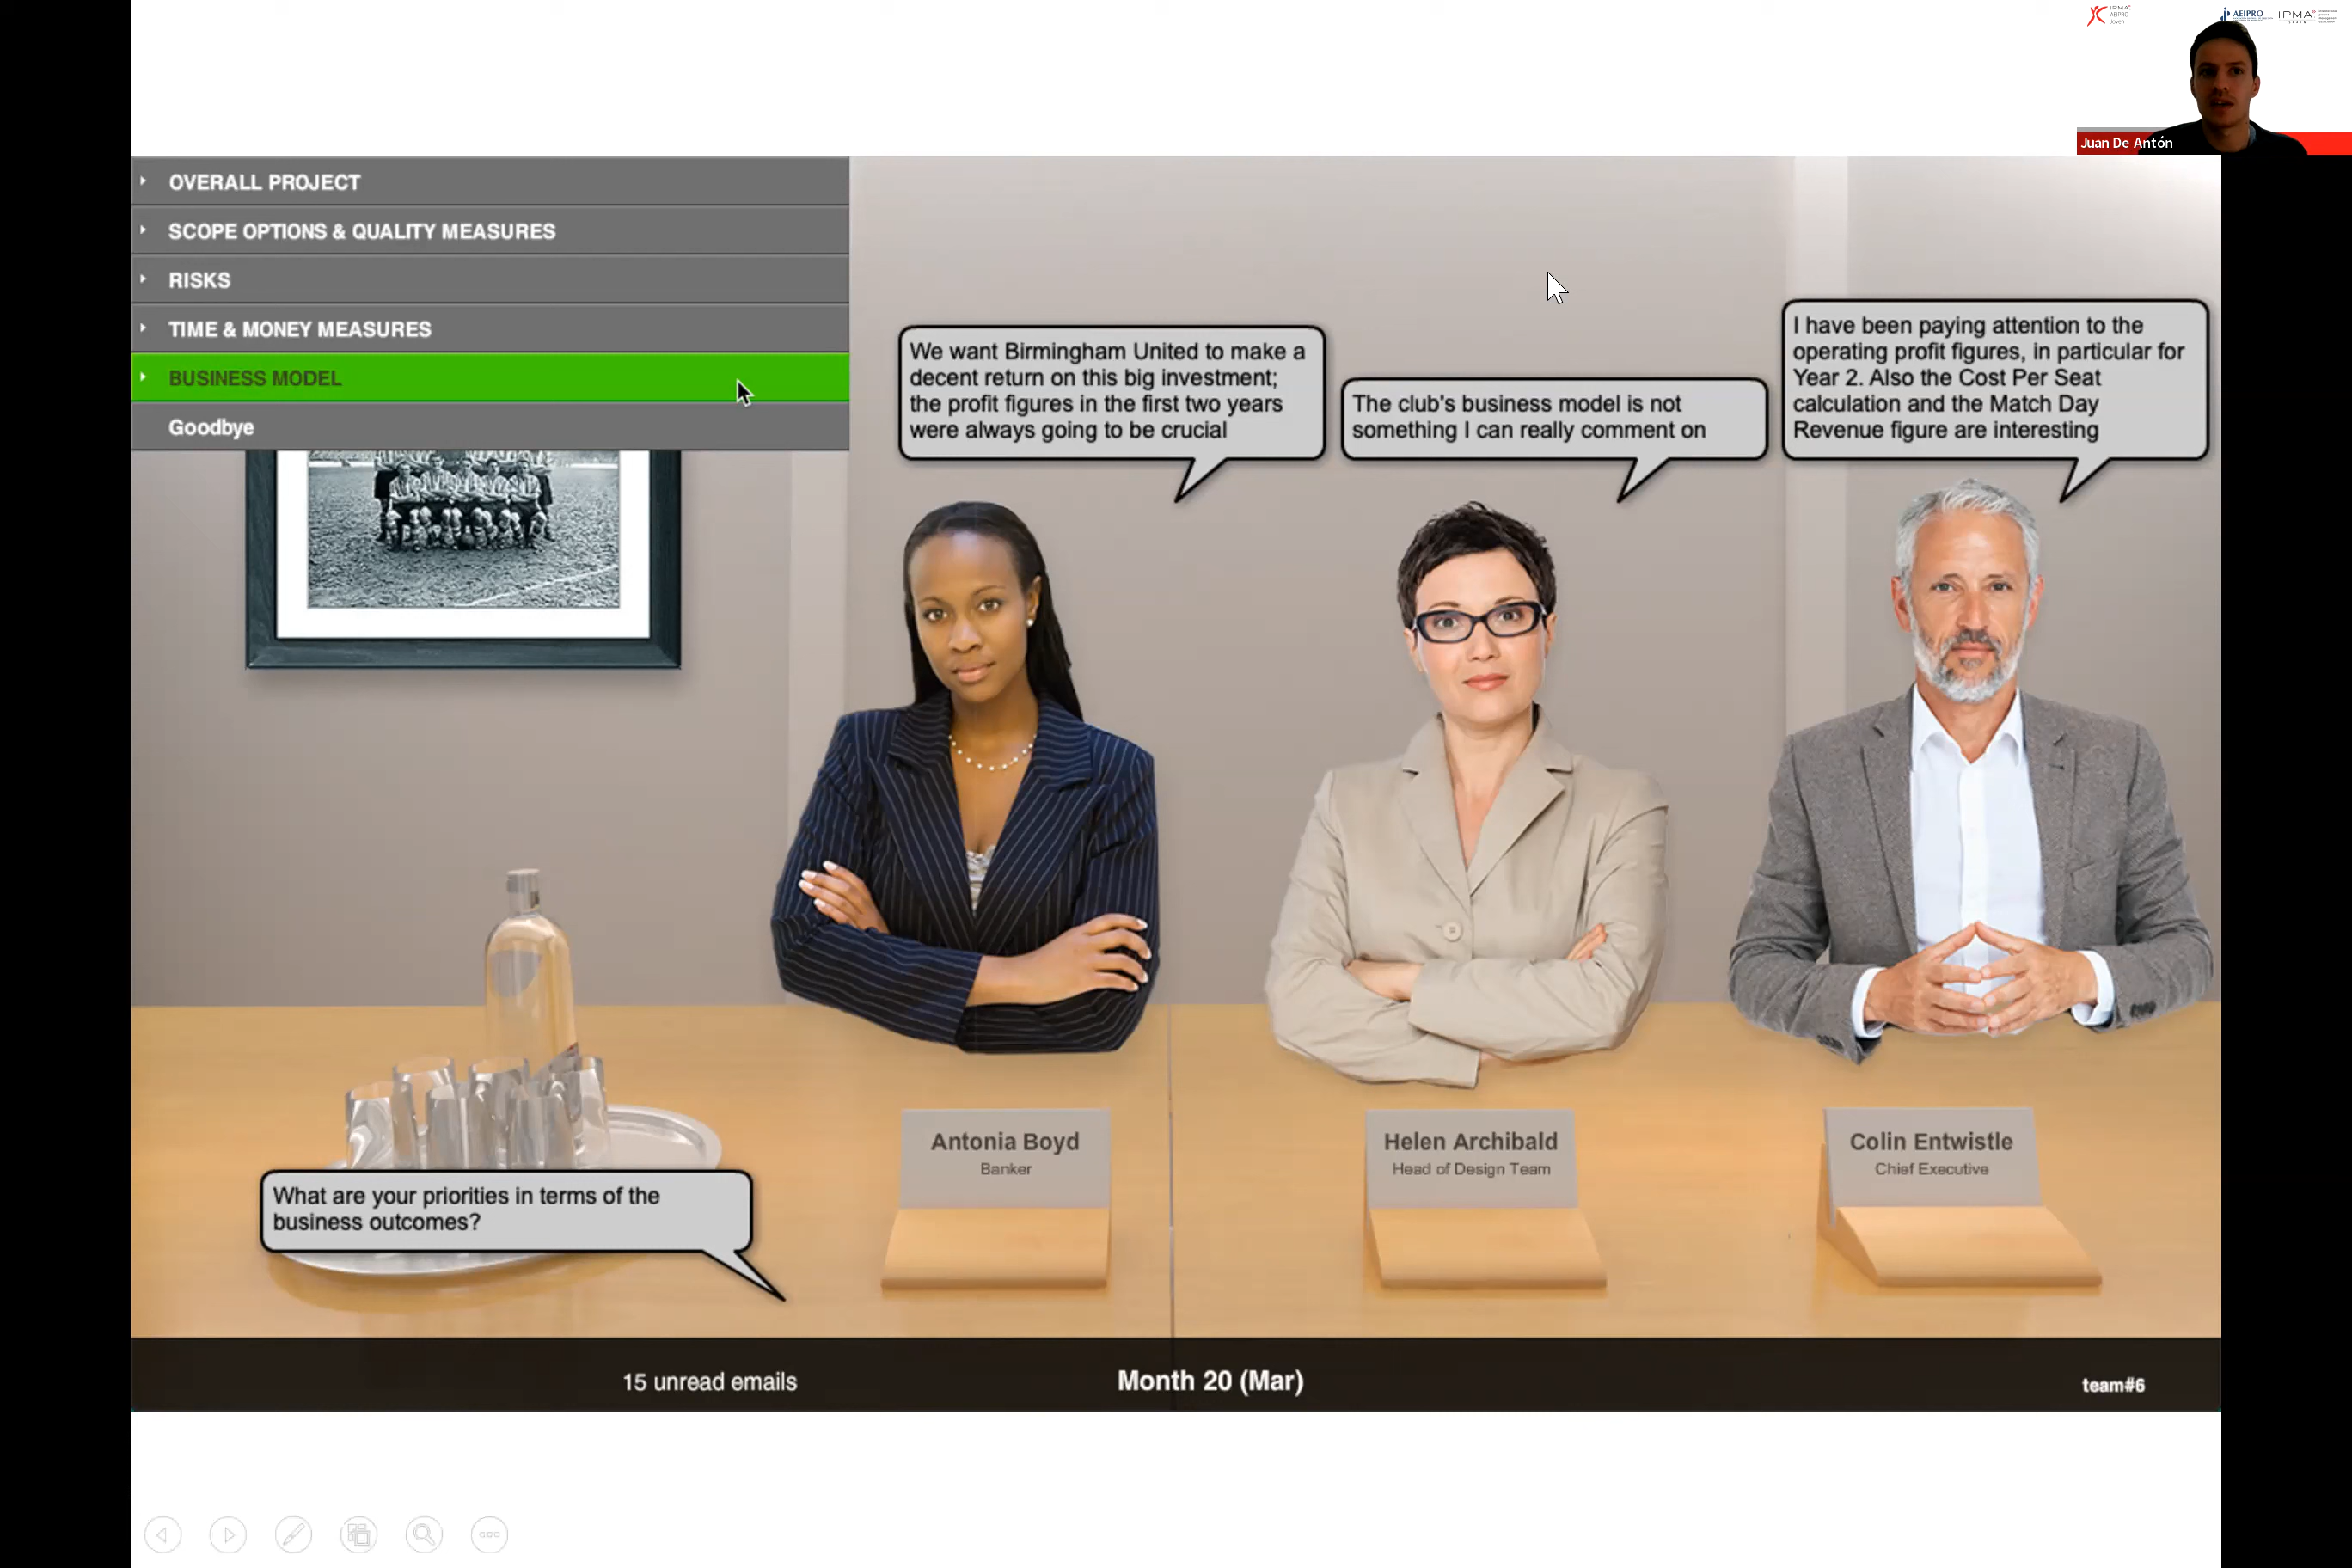 IPMA
AEIPRO
Joven
AEIPRO
IPMA
Juan De Antón
OVERALL PROJECT
SCOPE OPTIONS & QUALITY MEASURES
RISKS
TIME & MONEY MEASURES
BUSINESS MODEL
Goodbye
We want Birmingham United to make a
decent return on this big investment;
the profit figures in the first two years
were always going to be crucial
The club's business model is not
something I can really comment on
I have been paying attention to the
operating profit figures, in particular for
Year 2. Also the Cost Per Seat
calculation and the Match Day
Revenue figure are interesting
Antonia Boyd
Banker
Helen Archibald
Head of Design Team
Colin Entwistle
Chief Executive
What are your priorities in terms of the
business outcomes?
15 unread emails
Month 20 (Mar)
team#6